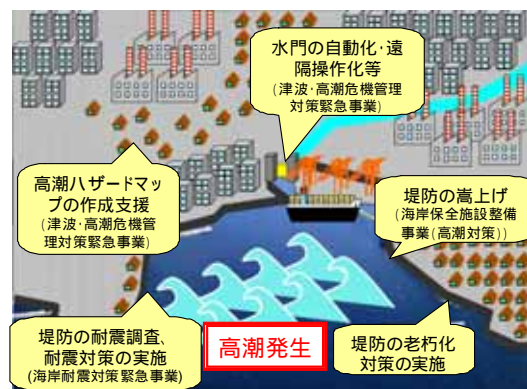 水門の自動化・遠
隔操作化等
(津波・高潮危機管理
対策緊急事業)
高潮ハザードマッ
プの作成支援
(津波・高潮危機管
理対策緊急事業)
堤防の嵩上げ
(海岸保全施設整備
事業(高潮対策))
堤防の耐震調査、
耐震対策の実施
(海岸耐震対策緊急事業)
高潮発生
堤防の老朽化
対策の実施